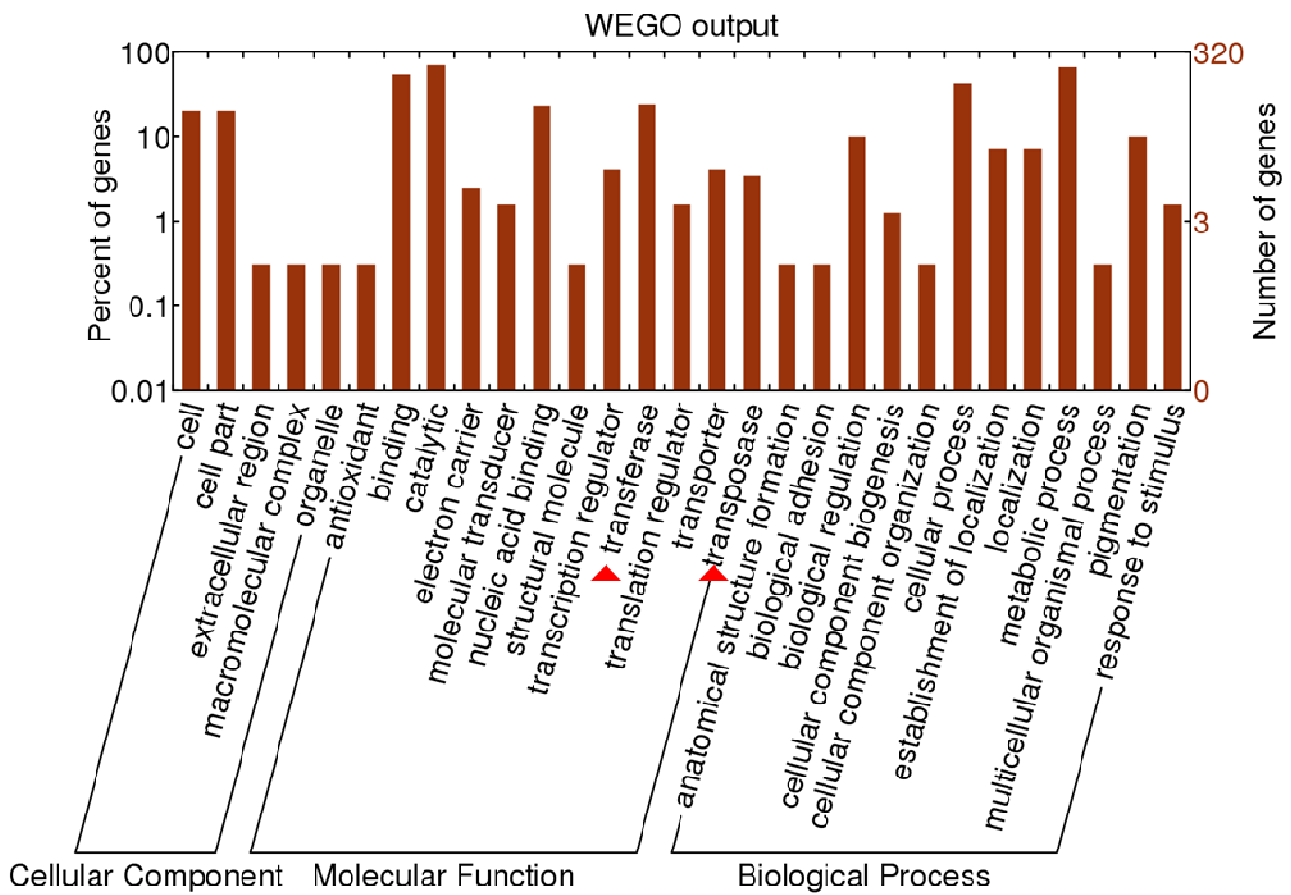 WEGO output
Percent of genes
100
10
1
0.1
0.01
320
3
0
Number of genes
cell
cell part
extracellular region
macromolecular complex
organelle
antioxidant
binding
catalytic
electron carrier
molecular transducer
nucleic acid binding
structural molecule
transcription regulator
transferase
translation regulator
transporter
transposase
anatomical structure formation
biological adhesion
biological regulation
cellular component biogenesis
cellular component organization
cellular process
establishment of localization
localization
metabolic process
multicellular organismal process
pigmentation
response to stimulus
Cellular Component
Molecular Function
Biological Process